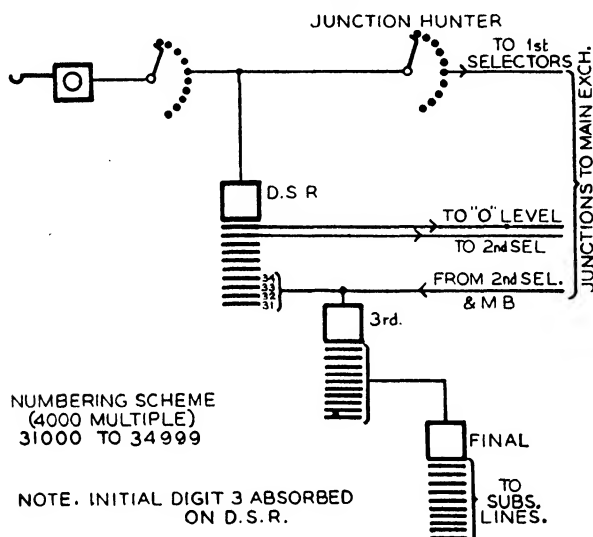 JUNCTION HUNTER
TO 1st
SELECTORS
JUNCTIONS TO MAIN EXCH.
D.S R
TO "O" LEVEL
TO 2nd SEL
34
33
32
31
FROM 2nd SEL.
& M B
3rd.
NUMBERING SCHEME
(4000 MULTIPLE)
31000 TO 34999
FINAL
TO
SUBS.
LINES.
NOTE. INITIAL DIGIT 3 ABSORBED
ON D.S.R.